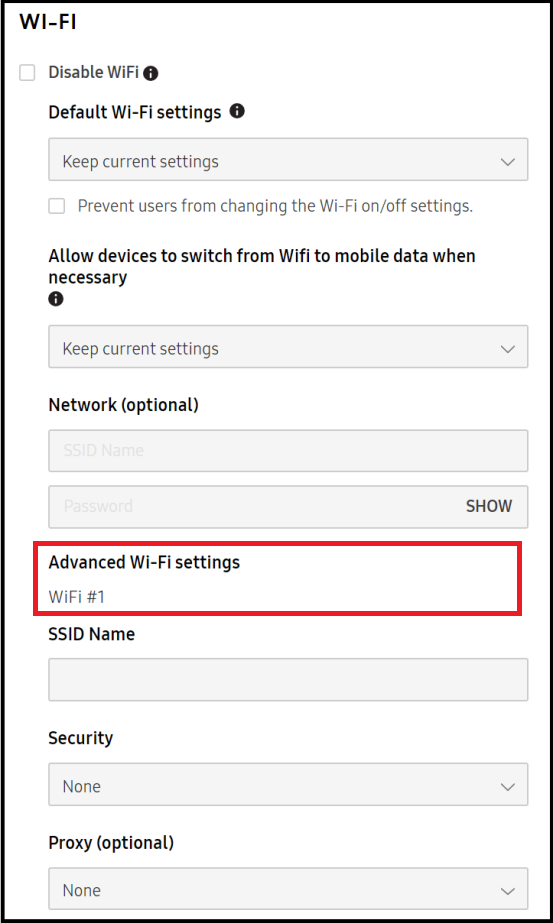 WI-FI
Disable WiFi
Default Wi-Fi settings
Keep current settings
Prevent users from changing the Wi-Fi on/off settings.
Allow devices to switch from Wifi to mobile data when
necessary
Keep current settings
Network (optional)
SSID Name
Password SHOW
Advanced Wi-Fi settings
WiFi #1
SSID Name
Security
None
Proxy (optional)
None